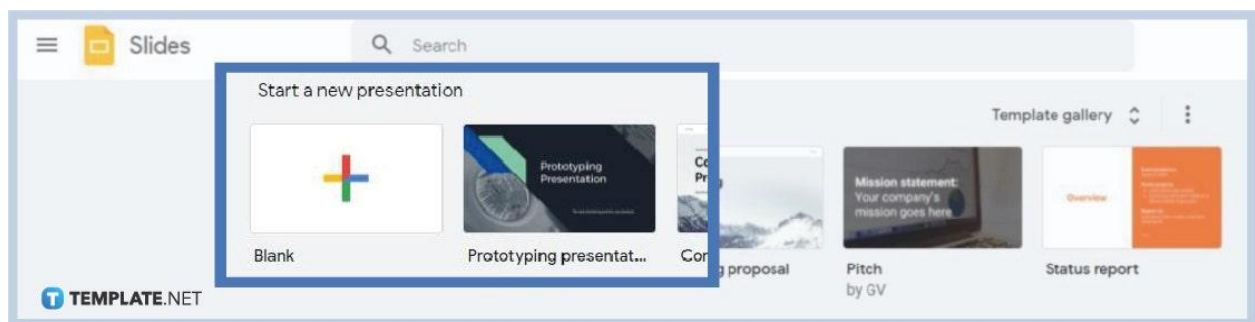 Slides
Search
Start a new presentation
Template gallery
Prototyping
Presentation
Mission statement:
Your company's
mission goes here
Overview
Blank
Prototyping presentat...
proposal
Pitch
by GV
Status report
T TEMPLATE.NET